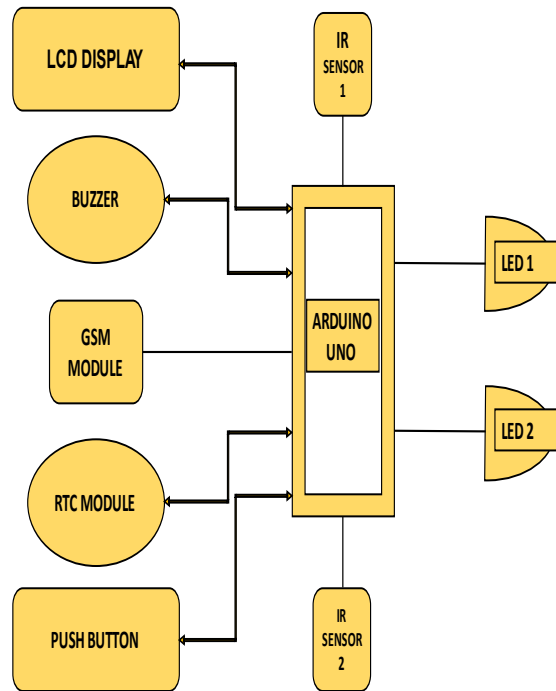 LCD DISPLAY
IR
SENSOR
1
BUZZER
LED 1
GSM
MODULE
ARDUINO
UNO
LED 2
RTC MODULE
PUSH BUTTON
IR
SENSOR
2